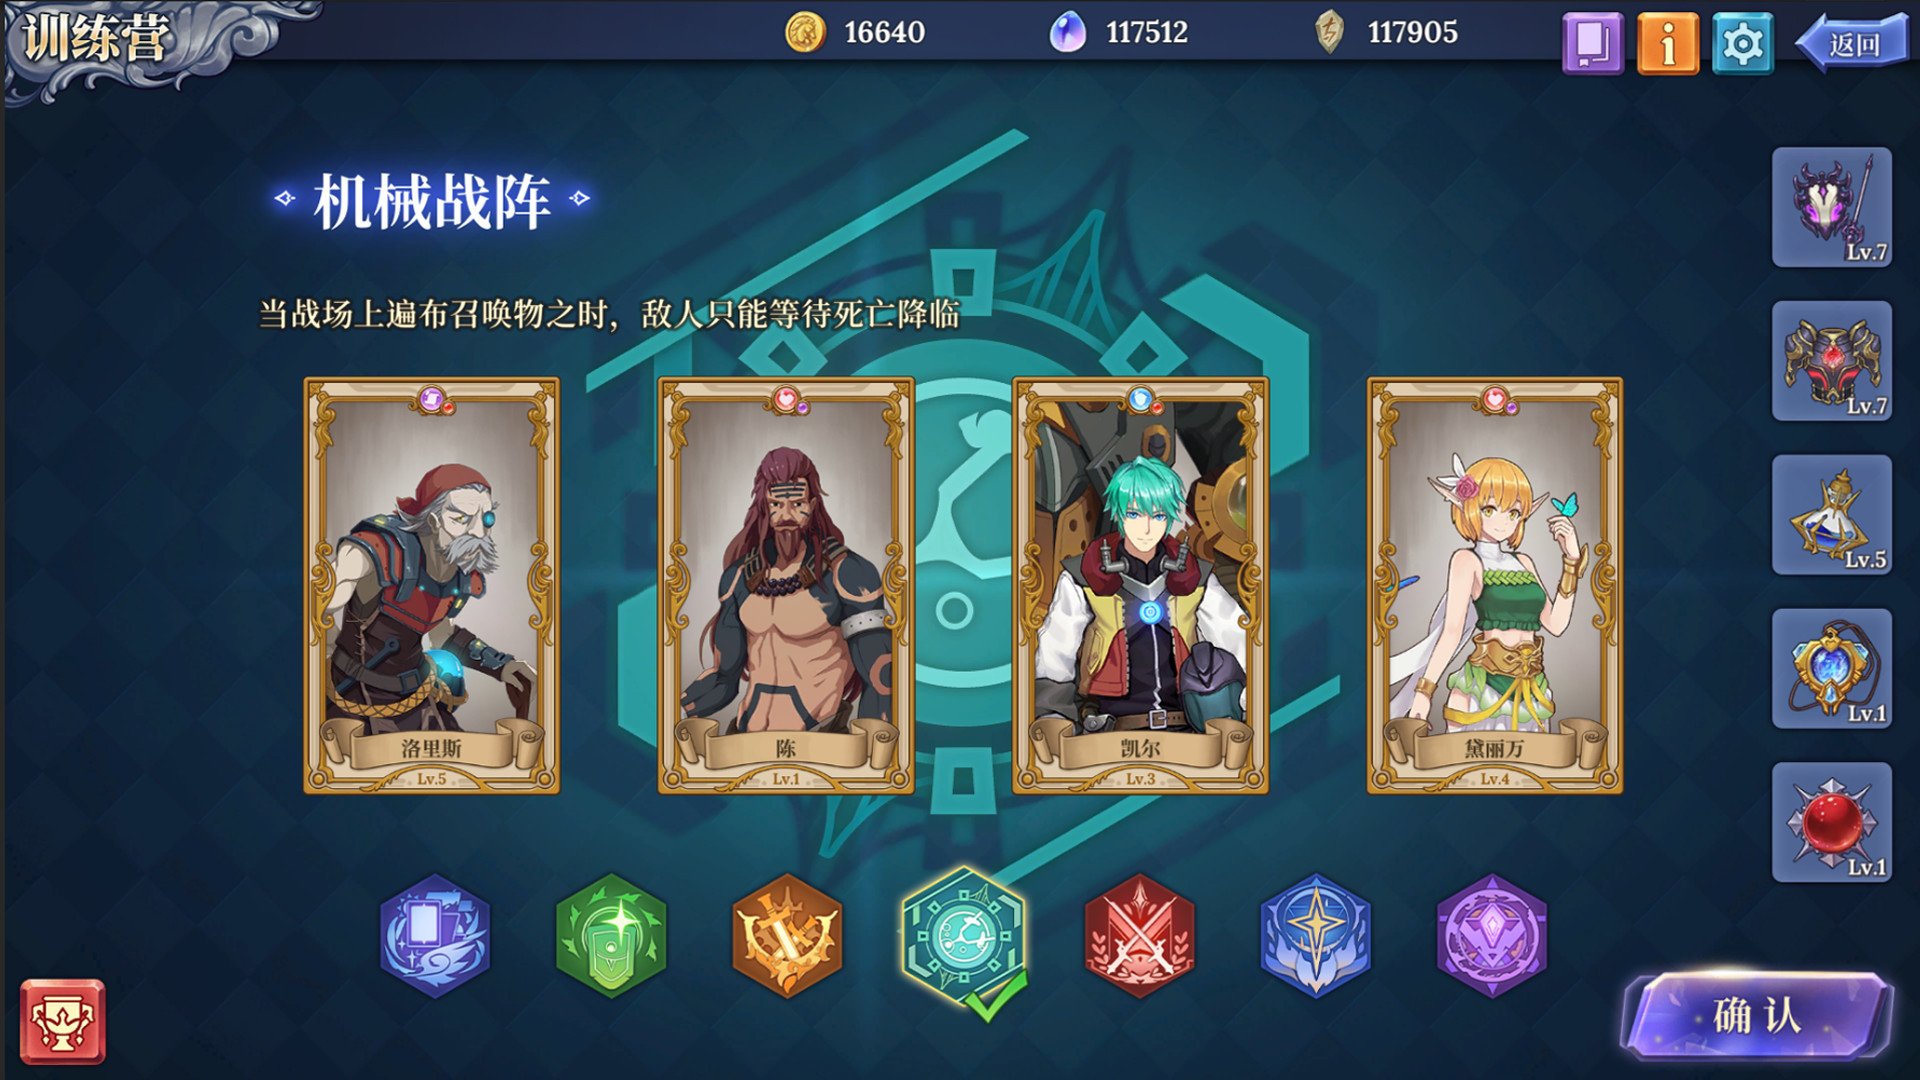 训练营
16640
117512
117905
返回
机械战阵
当战场上遍布召唤物之时，敌人只能等待死亡降临
洛里斯
Lv.5
陈
Lv.1
凯尔
Lv.3
黛丽万
Lv.4
Lv.7
Lv.7
Lv.5
Lv.1
Lv.1
确认